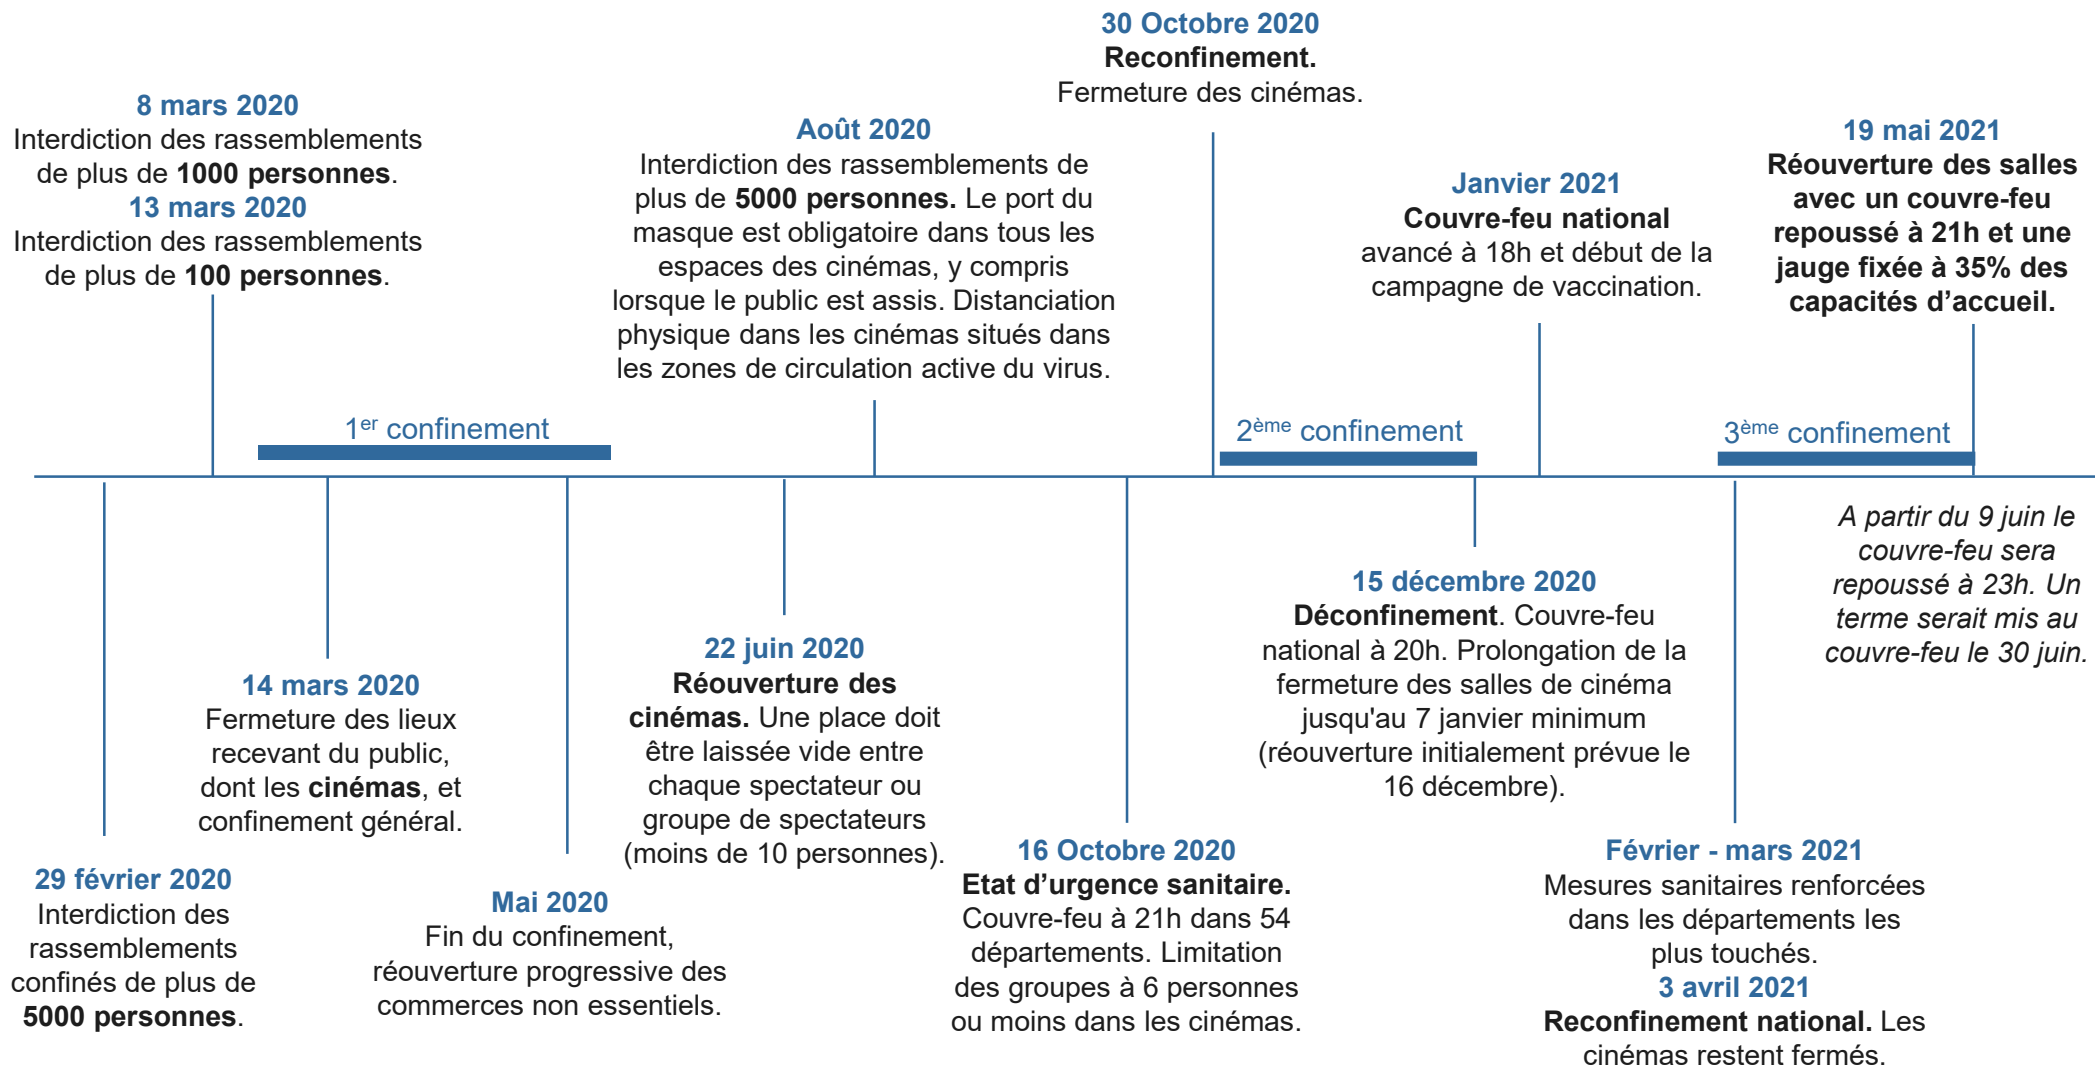 30 Octobre 2020
Reconfinement.
Fermeture des cinémas.
8 mars 2020
Interdiction des rassemblements
de plus de 1000 personnes.
13 mars 2020
Interdiction des rassemblements
de plus de 100 personnes.
Août 2020
Interdiction des rassemblements de
plus de 5000 personnes. Le port du
masque est obligatoire dans tous les
espaces des cinémas, y compris
lorsque le public est assis. Distanciation
physique dans les cinémas situés dans
les zones de circulation active du virus.
Janvier 2021
Couvre-feu national
avancé à 18h et début de la
campagne de vaccination.
19 mai 2021
Réouverture des salles
avec un couvre-feu
repoussé à 21h et une
jauge fixée à 35% des
capacités d’accueil.
1er confinement
2ème confinement
3ème confinement
29 février 2020
Interdiction des
rassemblements
confinés de plus de
5000 personnes.
14 mars 2020
Fermeture des lieux
recevant du public,
dont les cinémas, et
confinement général.
Mai 2020
Fin du confinement,
réouverture progressive des
commerces non essentiels.
22 juin 2020
Réouverture des
cinémas. Une place doit
être laissée vide entre
chaque spectateur ou
groupe de spectateurs
(moins de 10 personnes).
16 Octobre 2020
Etat d’urgence sanitaire.
Couvre-feu à 21h dans 54
départements. Limitation
des groupes à 6 personnes
ou moins dans les cinémas.
15 décembre 2020
Déconfinement. Couvre-feu
national à 20h. Prolongation de la
fermeture des salles de cinéma
jusqu'au 7 janvier minimum
(réouverture initialement prévue le
16 décembre).
Février - mars 2021
Mesures sanitaires renforcées
dans les départements les
plus touchés.
3 avril 2021
Reconfinement national. Les
cinémas restent fermés.
A partir du 9 juin le
couvre-feu sera
repoussé à 23h. Un
terme serait mis au
couvre-feu le 30 juin.